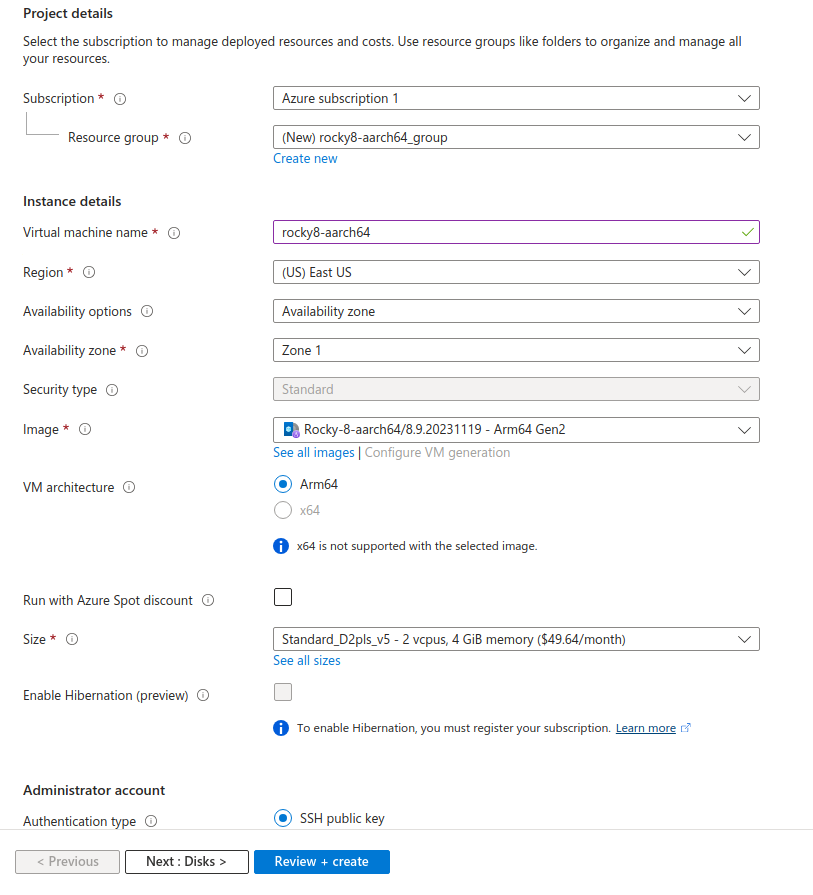 Project details
Select the subscription to manage deployed resources and costs. Use resource groups like folders to organize and manage all
your resources.
Subscription *
Azure subscription 1
Resource group *
(New) rocky8-aarch64_group
Create new
Instance details
Virtual machine name *
rocky8-aarch64
Region *
(US) East US
Availability options
Availability zone
Availability zone *
Zone 1
Security type
Standard
Image *
Rocky-8-aarch64/8.9.20231119 - Arm64 Gen2
See all images | Configure VM generation
VM architecture
Arm64
x64
x64 is not supported with the selected image.
Run with Azure Spot discount
Size *
Standard_D2pls_v5 - 2 vcpus, 4 GiB memory ($49.64/month)
See all sizes
Enable Hibernation (preview)
To enable Hibernation, you must register your subscription. Learn more
Administrator account
Authentication type
SSH public key
< Previous
Next : Disks >
Review + create